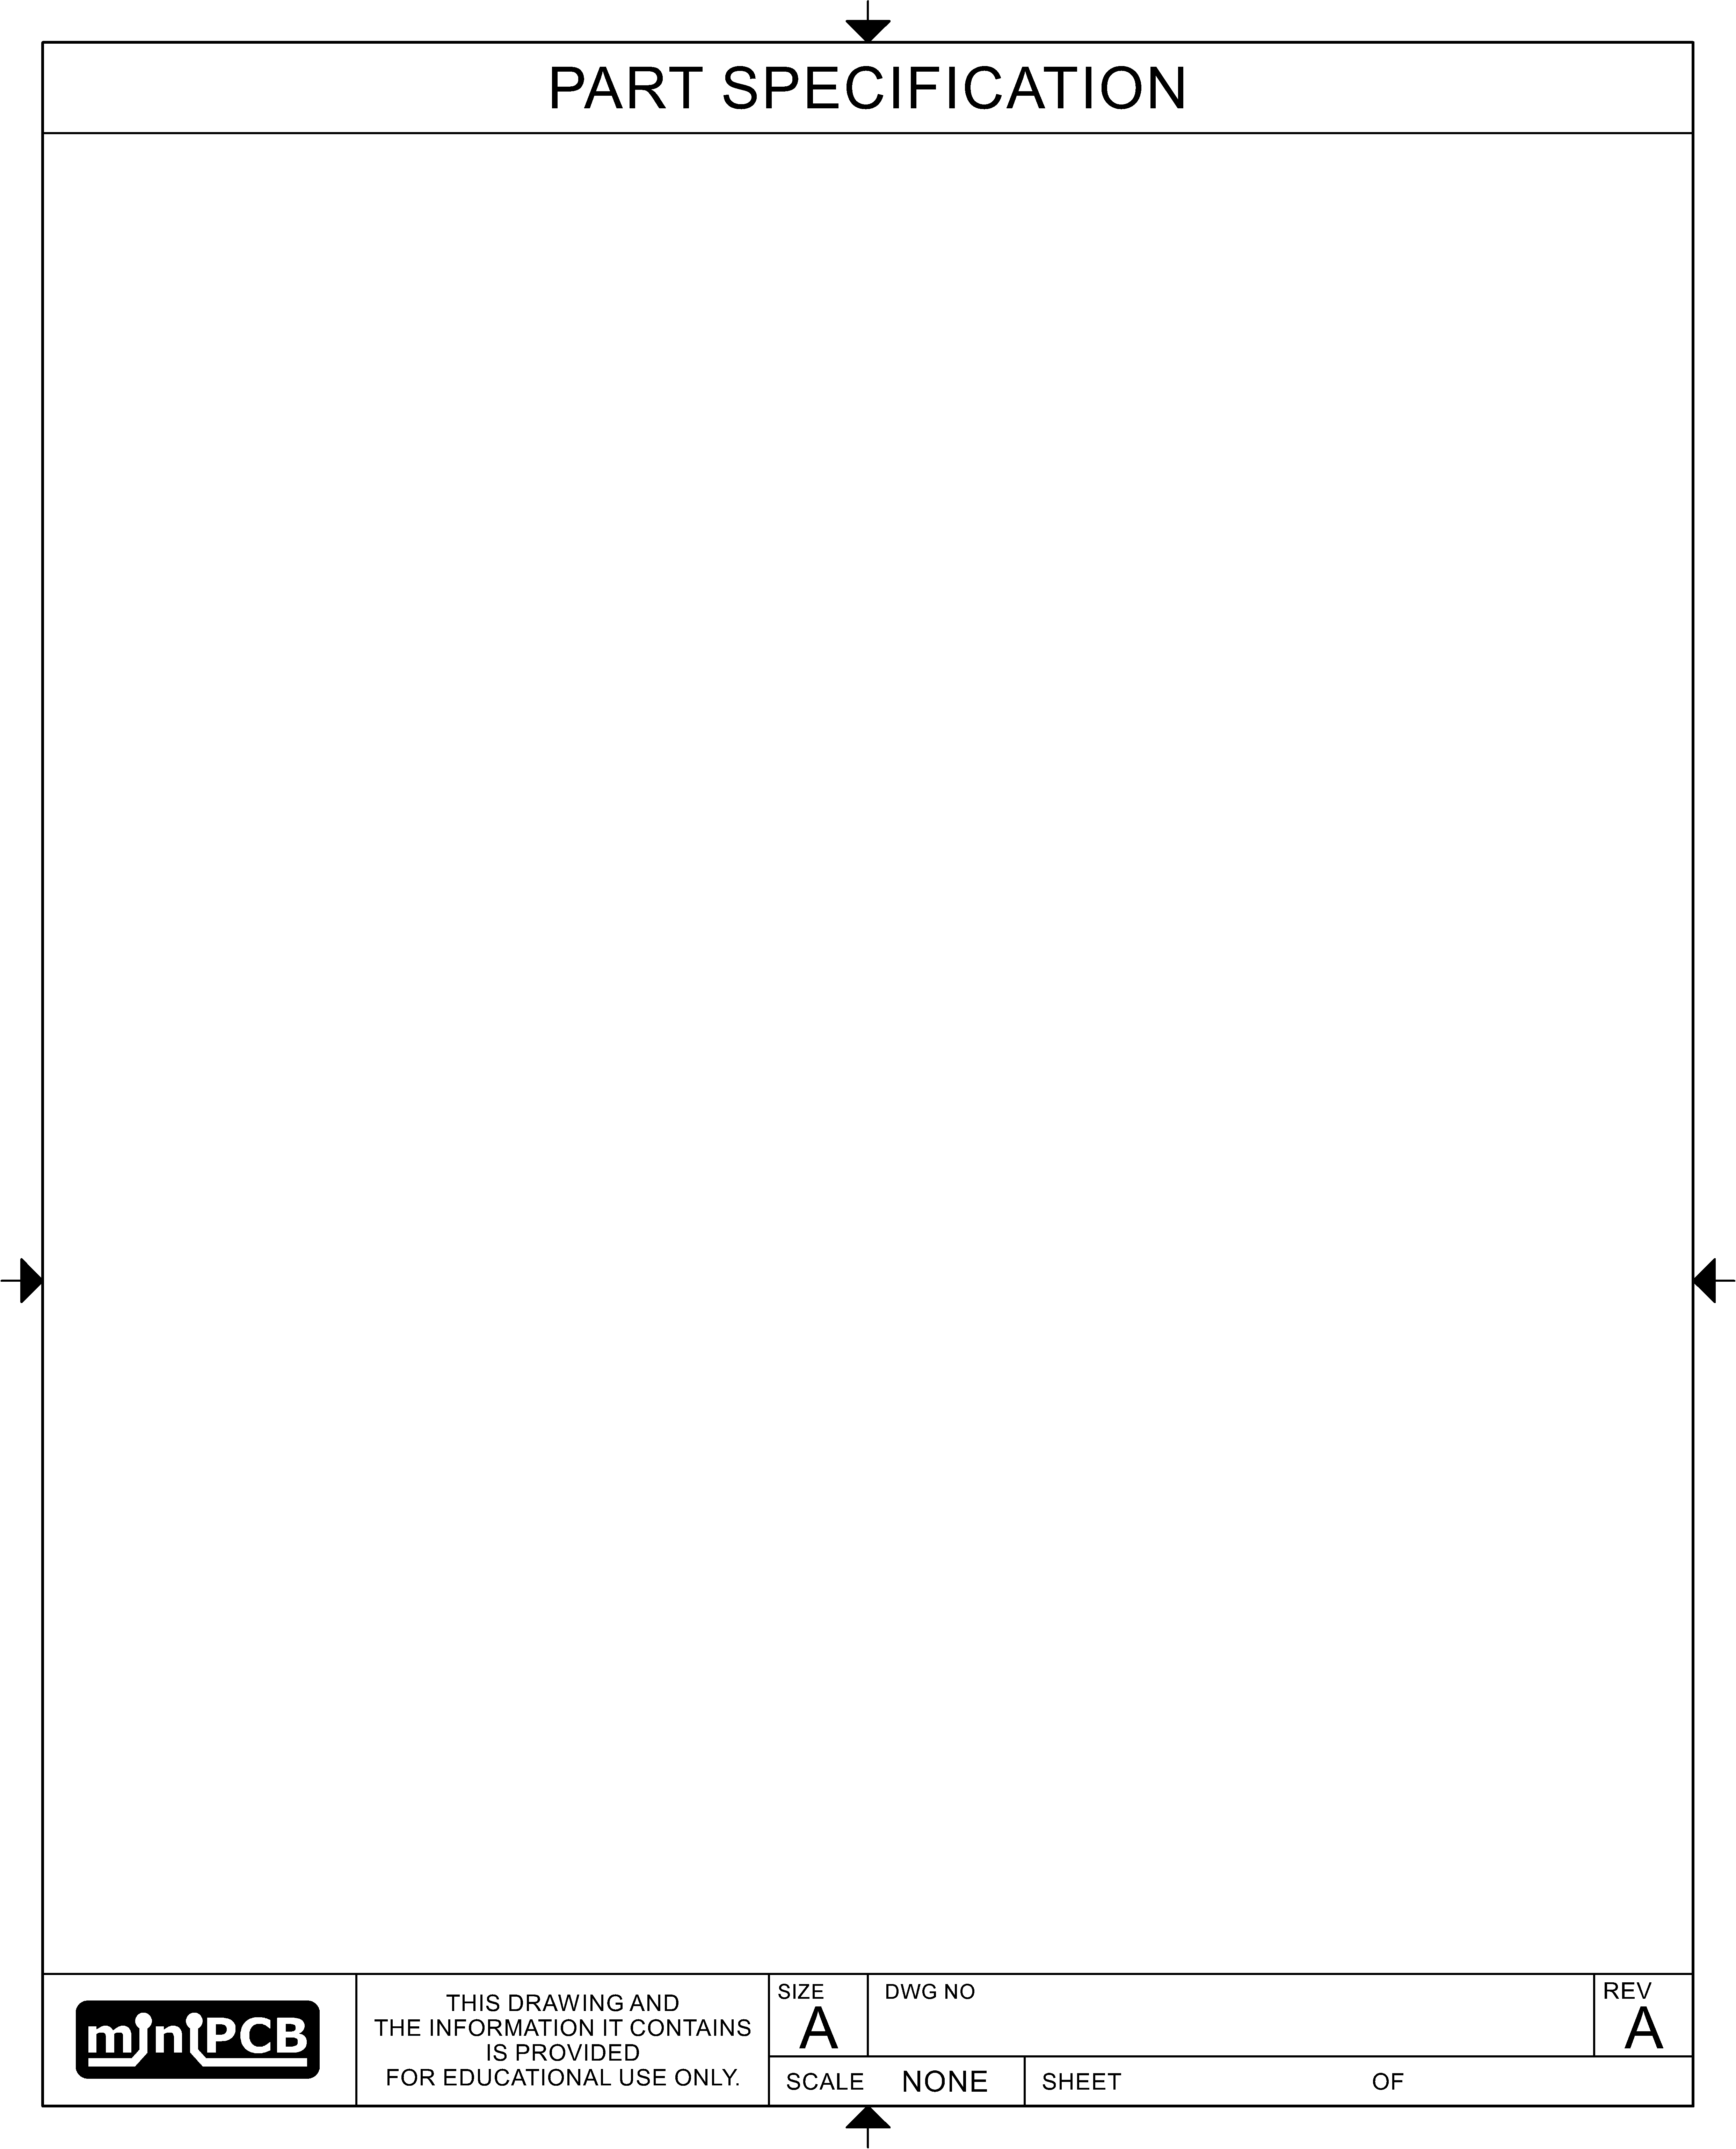 PART SPECIFICATION
miniPCB
THIS DRAWING AND
THE INFORMATION IT CONTAINS
IS PROVIDED
FOR EDUCATIONAL USE ONLY.
SIZE
A
DWG NO
REV
A
SCALE NONE
SHEET OF